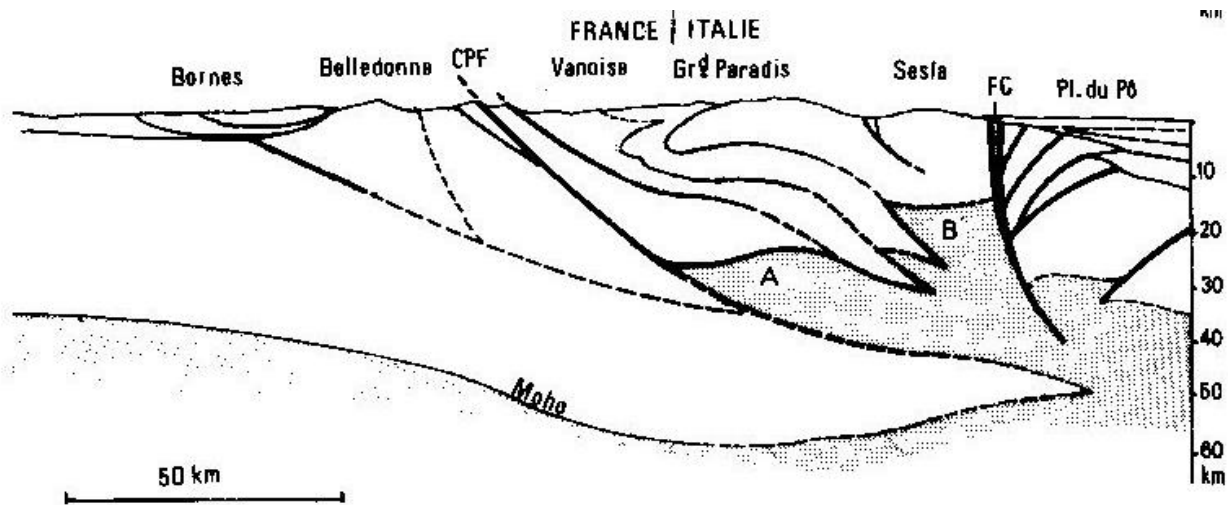 km
FRANCE ITALIE
Bornes Belledonne CPF Vanoise Grd Paradis Sesia FC Pl. du Pô
10
B
20
A
30
40
Moho
50
60
km
50 km